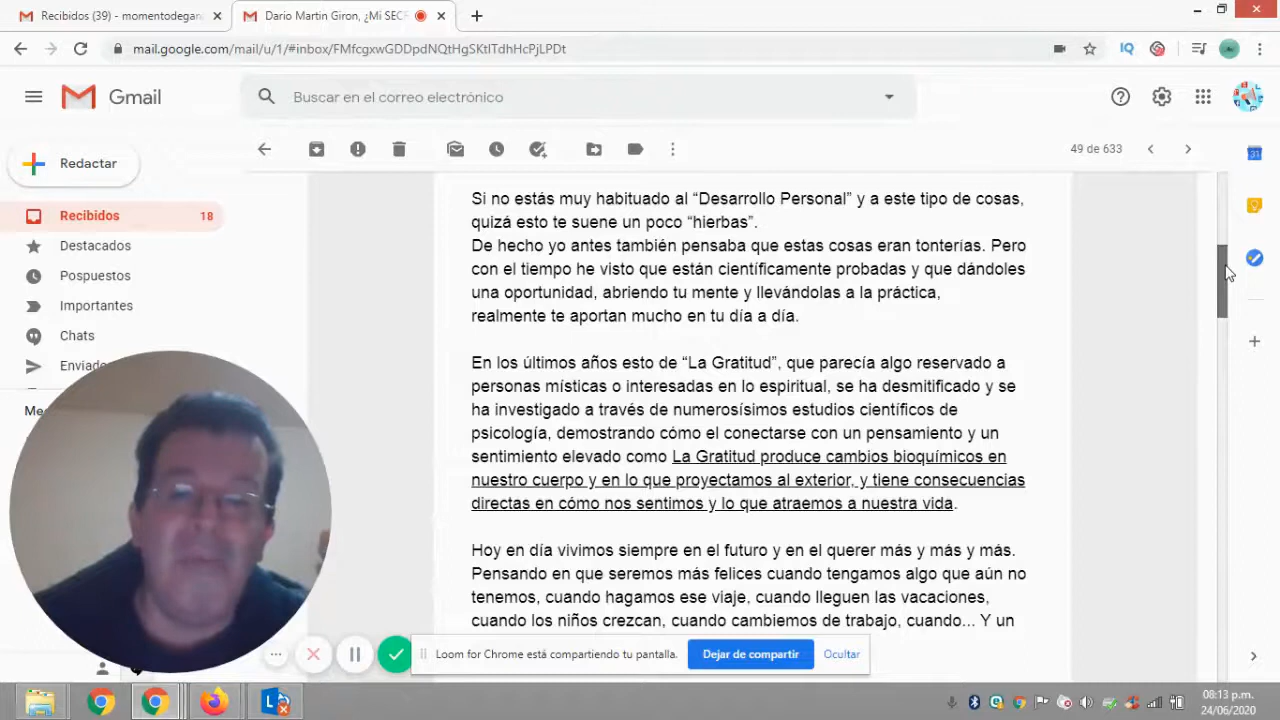 Recibidos (39) - momentodegan
Dario Martin Giron, ¿Mi SECR
mail.google.com/mail/u/1/#inbox/FMfcgxwGDDpdNQtHgSKtlTdhHcPjLPDt
Gmail
Buscar en el correo electrónico
Redactar
49 de 633
Recibidos 18
Destacados
Pospuestos
Importantes
Chats
Enviado
Me
Si no estás muy habituado al “Desarrollo Personal” y a este tipo de cosas,
quizá esto te suene un poco “hierbas”.
De hecho yo antes también pensaba que estas cosas eran tonterías. Pero
con el tiempo he visto que están científicamente probadas y que dándoles
una oportunidad, abriendo tu mente y llevándolas a la práctica,
realmente te aportan mucho en tu día a día.
En los últimos años esto de “La Gratitud”, que parecía algo reservado a
personas místicas o interesadas en lo espiritual, se ha desmitificado y se
ha investigado a través de numerosísimos estudios científicos de
psicología, demostrando cómo el conectarse con un pensamiento y un
sentimiento elevado como La Gratitud produce cambios bioquímicos en
nuestro cuerpo y en lo que proyectamos al exterior, y tiene consecuencias
directas en cómo nos sentimos y lo que atraemos a nuestra vida.
Hoy en día vivimos siempre en el futuro y en el querer más y más y más.
Pensando en que seremos más felices cuando tengamos algo que aún no
tenemos, cuando hagamos ese viaje, cuando lleguen las vacaciones,
cuando los niños crezcan, cuando cambiemos de trabajo, cuando... Y un
Loom for Chrome está compartiendo tu pantalla.
Dejar de compartir
Ocultar
08:13 p.m.
24/06/2020